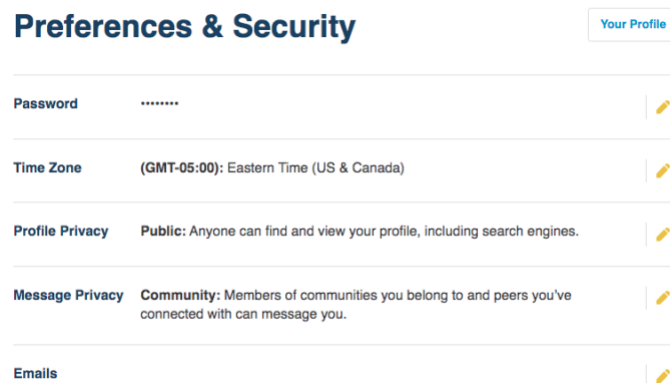 Preferences & Security
Your Profile
Password ••••••••
Time Zone (GMT-05:00): Eastern Time (US & Canada)
Profile Privacy Public: Anyone can find and view your profile, including search engines.
Message Privacy Community: Members of communities you belong to and peers you’ve
connected with can message you.
Emails